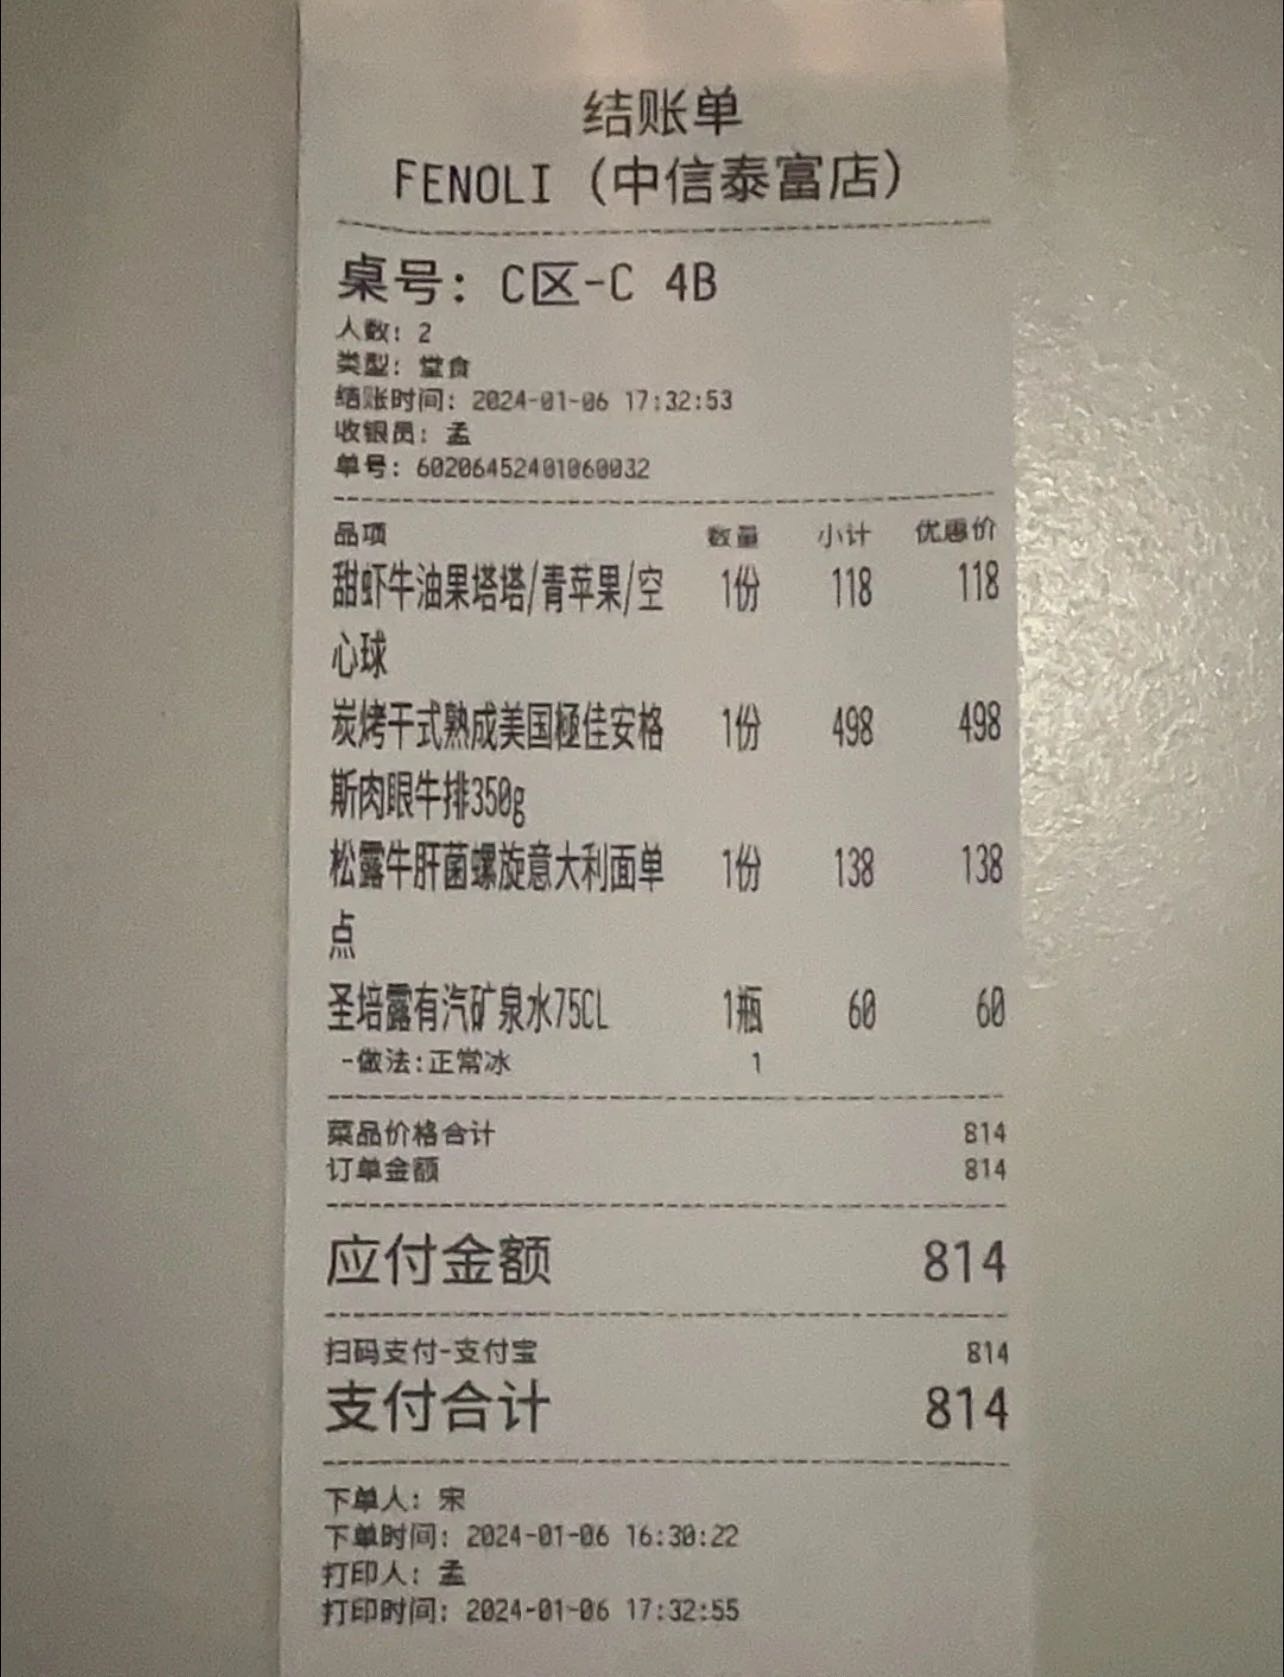 结账单
FENOLI（中信泰富店）
桌号：C区-C 4B
人数：2
类型：堂食
结账时间：2024-01-06 17:32:53
收银员：孟
单号：60206452401060032
品项 数量 小计 优惠价
甜虾牛油果塔塔/青苹果/空 1份 118 118
心球
炭烤干式熟成美国極佳安格 1份 498 498
斯肉眼牛排350g
松露牛肝菌螺旋意大利面单 1份 138 138
点
圣培露有汽矿泉水75CL 1瓶 60 60
-做法:正常冰 1
菜品价格合计 814
订单金额 814
应付金额 814
扫码支付-支付宝 814
支付合计 814
下单人：宋
下单时间：2024-01-06 16:30:22
打印人：孟
打印时间：2024-01-06 17:32:55